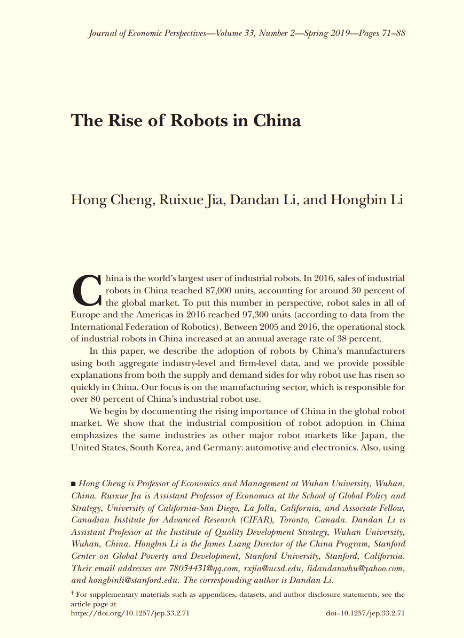 Journal of Economic Perspectives—Volume 33, Number 2—Spring 2019—Pages 71–88
The Rise of Robots in China
Hong Cheng, Ruixue Jia, Dandan Li, and Hongbin Li
China is the world's largest user of industrial robots. In 2016, sales of industrial
robots in China reached 87,000 units, accounting for around 30 percent of
the global market. To put this number in perspective, robot sales in all of
Europe and the Americas in 2016 reached 97,300 units (according to data from the
International Federation of Robotics). Between 2005 and 2016, the operational stock
of industrial robots in China increased at an annual average rate of 38 percent.
In this paper, we describe the adoption of robots by China's manufacturers
using both aggregate industry-level and firm-level data, and we provide possible
explanations from both the supply and demand sides for why robot use has risen so
quickly in China. Our focus is on the manufacturing sector, which is responsible for
over 80 percent of China's industrial robot use.
We begin by documenting the rising importance of China in the global robot
market. We show that the industrial composition of robot adoption in China
emphasizes the same industries as other major robot markets like Japan, the
United States, South Korea, and Germany: automotive and electronics. Also, using
■ Hong Cheng is Professor of Economics and Management at Wuhan University, Wuhan,
China. Ruixue Jia is Assistant Professor of Economics at the School of Global Policy and
Strategy, University of California-San Diego, La Jolla, California, and Associate Fellow,
Canadian Institute for Advanced Research (CIFAR), Toronto, Canada. Dandan Li is
Assistant Professor at the Institute of Quality Development Strategy, Wuhan University,
Wuhan, China. Hongbin Li is the James Liang Director of the China Program, Stanford
Center on Global Poverty and Development, Stanford University, Stanford, California.
Their email addresses are 78034431@qq.com, rxjia@ucsd.edu, lidandanwhu@yahoo.com,
and hongbinli@stanford.edu. The corresponding author is Dandan Li.
† For supplementary materials such as appendices, datasets, and author disclosure statements, see the
article page at
https://doi.org/10.1257/jep.33.2.71 doi=10.1257/jep.33.2.71